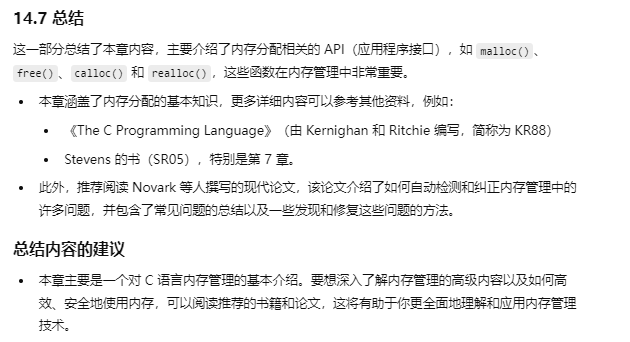 14.7 总结
这一部分总结了本章内容，主要介绍了内存分配相关的 API（应用程序接口），如 malloc()、
free()、calloc() 和 realloc()，这些函数在内存管理中非常重要。
• 本章涵盖了内存分配的基本知识，更多详细内容可以参考其他资料，例如：
• 《The C Programming Language》（由 Kernighan 和 Ritchie 编写，简称为 KR88）
• Stevens 的书（SR05），特别是第 7 章。
• 此外，推荐阅读 Novark 等人撰写的现代论文，该论文介绍了如何自动检测和纠正内存管理中的
许多问题，并包含了常见问题的总结以及一些发现和修复这些问题的方法。
总结内容的建议
• 本章主要是一个对 C 语言内存管理的基本介绍。要想深入了解内存管理的高级内容以及如何高
效、安全地使用内存，可以阅读推荐的书籍和论文，这将有助于你更全面地理解和应用内存管理
技术。